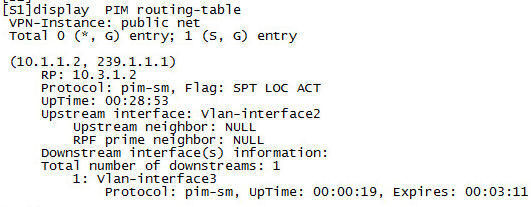 [S1]display PIM routing-table
VPN-Instance: public net
Total 0 (*, G) entry; 1 (S, G) entry
(10.1.1.2, 239.1.1.1)
RP: 10.3.1.2
Protocol: pim-sm, Flag: SPT LOC ACT
UpTime: 00:28:53
Upstream interface: Vlan-interface2
Upstream neighbor: NULL
RPF prime neighbor: NULL
Downstream interface(s) information:
Total number of downstreams: 1
1: Vlan-interface3
Protocol: pim-sm, UpTime: 00:00:19, Expires: 00:03:11